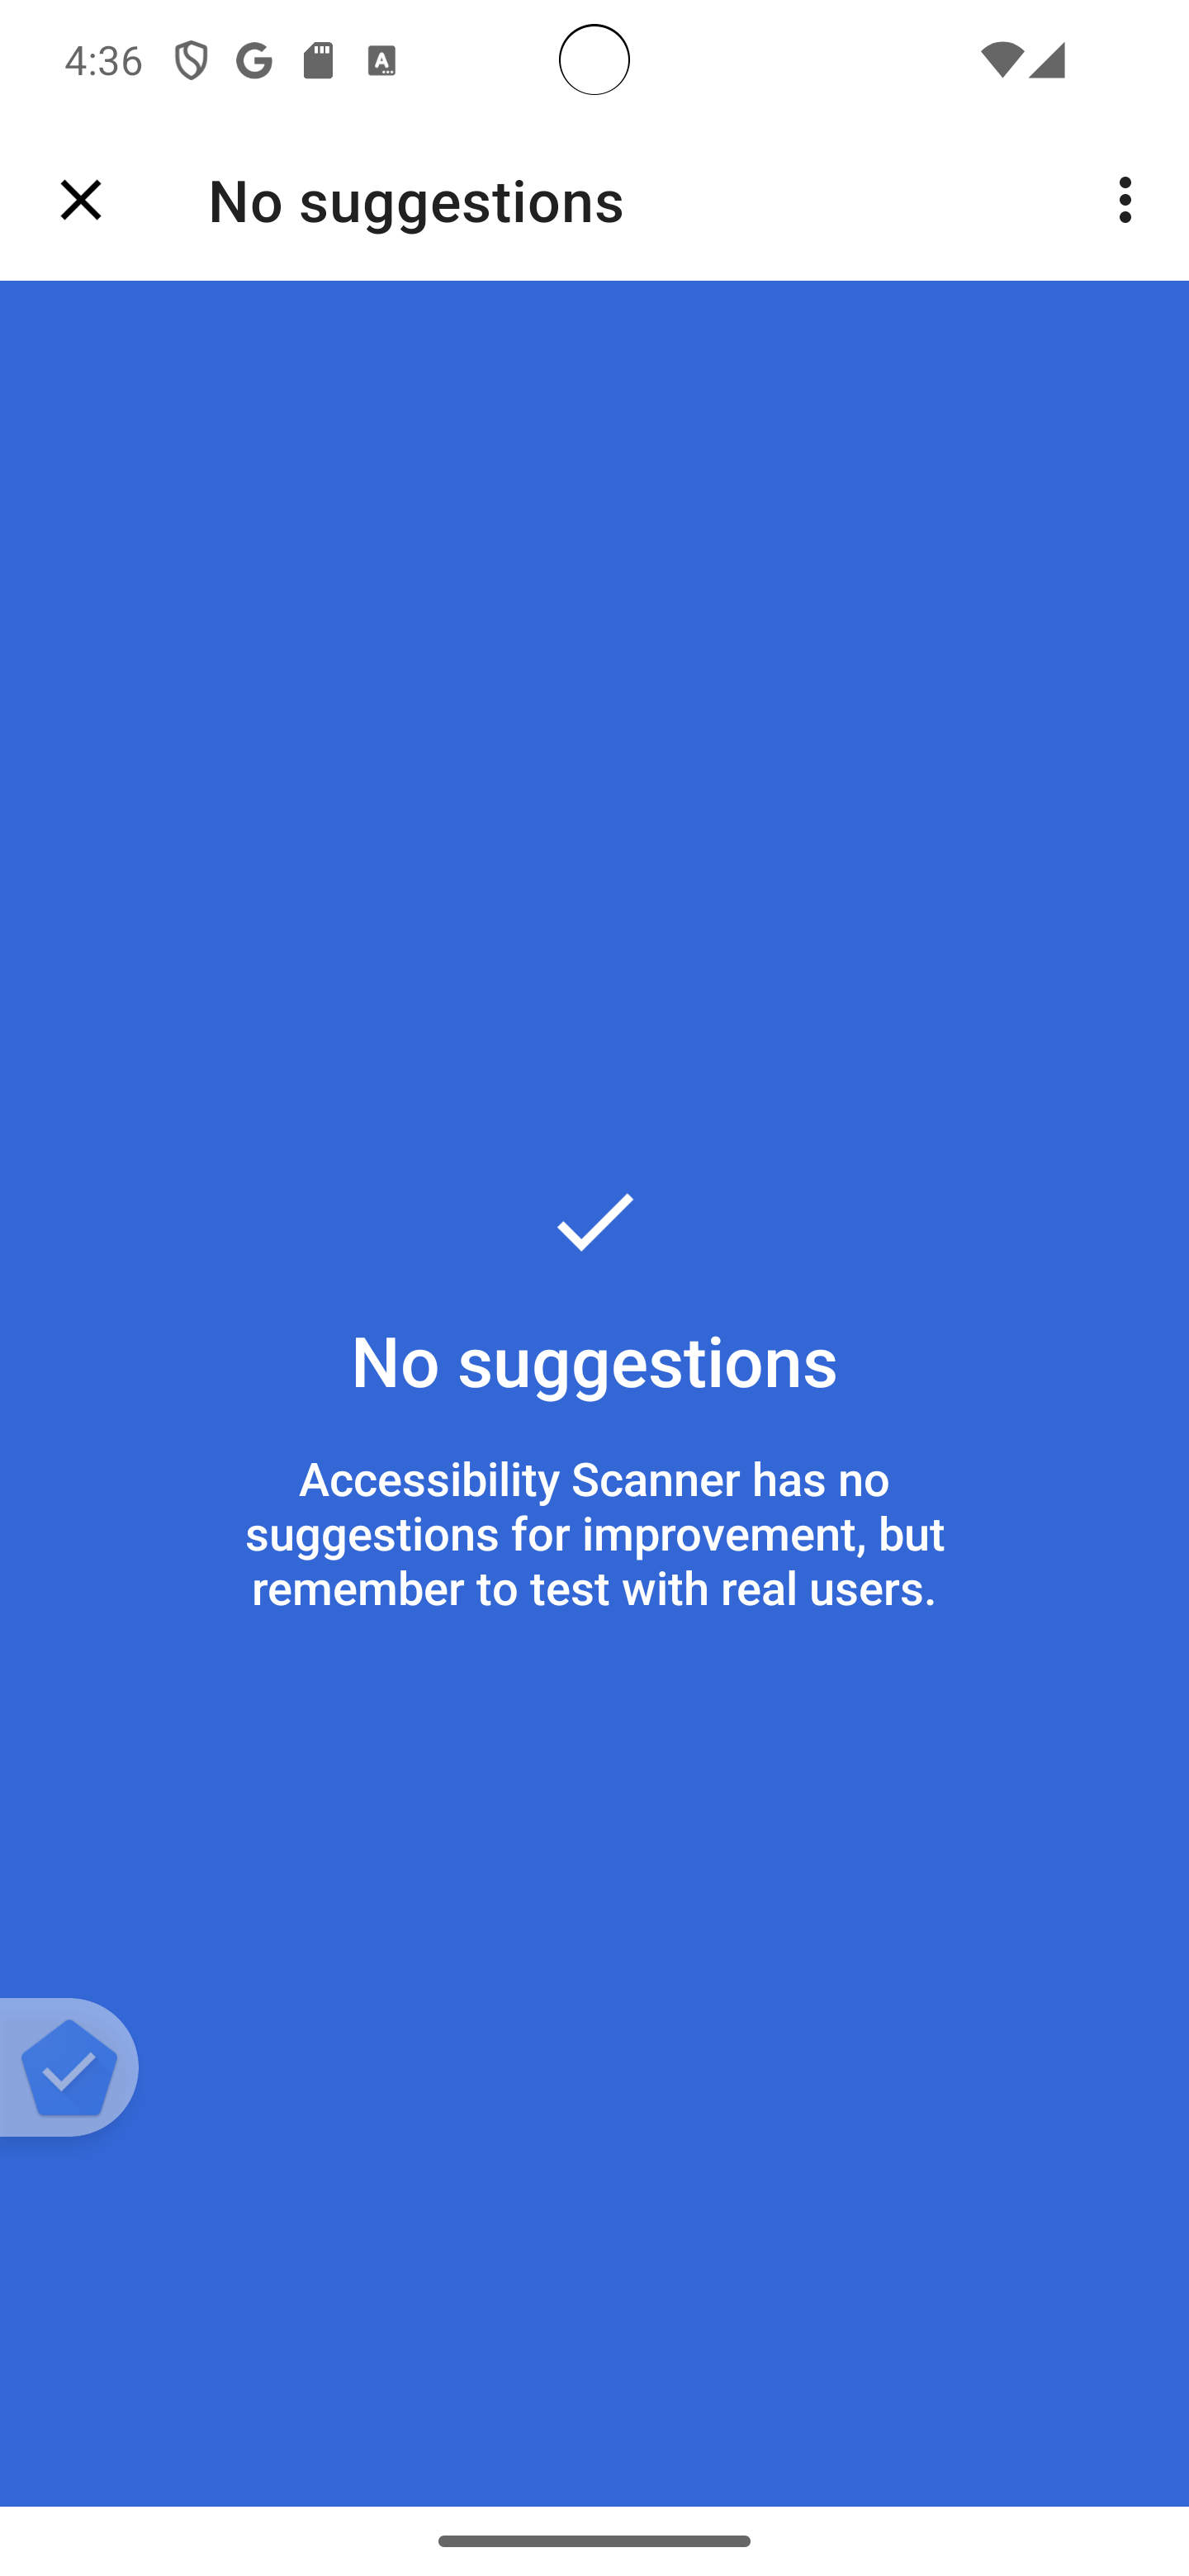 4:36
No suggestions
No suggestions
Accessibility Scanner has no
suggestions for improvement, but
remember to test with real users.